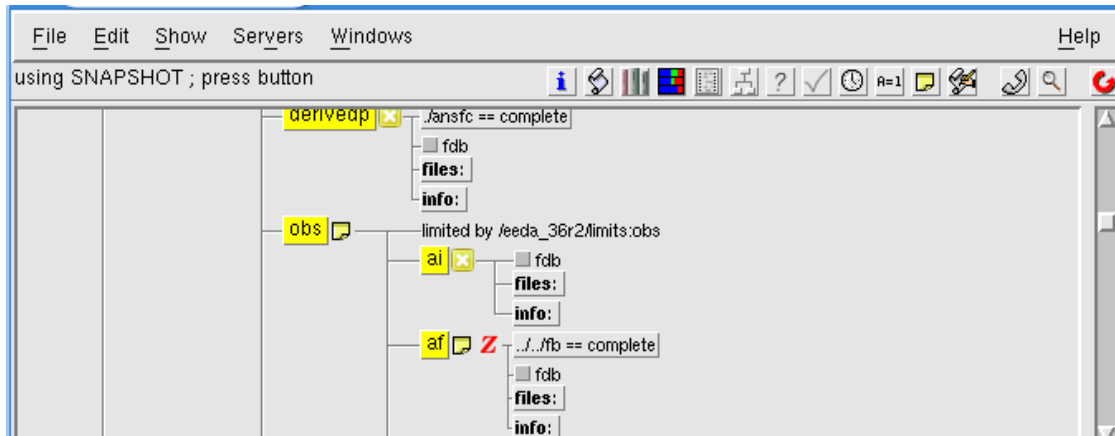 File Edit Show Servers Windows Help
using SNAPSHOT ; press button
i ? A=1
derivedp ./ansfc == complete
fdb
files:
info:
obs limited by /eeda_36r2/limits:obs
ai fdb
files:
info:
af Z ../../fb == complete
fdb
files:
info: